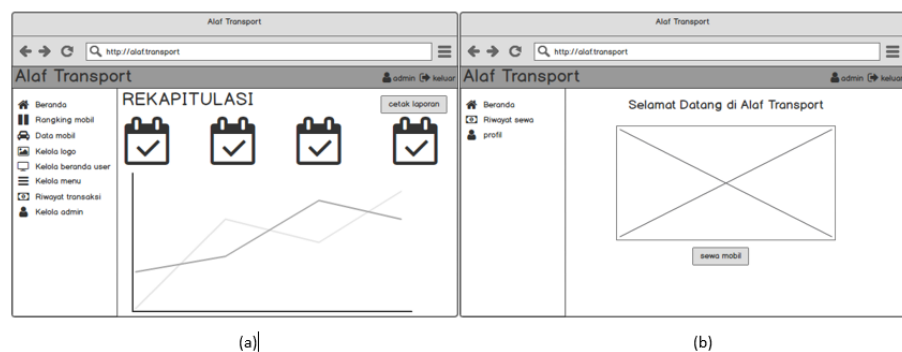 Alaf Transport
http://alaf.transport
Alaf Transport
admin
keluar
Beranda
Rangking mobil
Data mobil
Kelola logo
Kelola beranda user
Kelola menu
Riwayat transaksi
Kelola admin
REKAPITULASI
cetak laporan
(a)
Alaf Transport
http://alaf.transport
Alaf Transport
admin
keluar
Beranda
Riwayat sewa
profil
Selamat Datang di Alaf Transport
sewa mobil
(b)